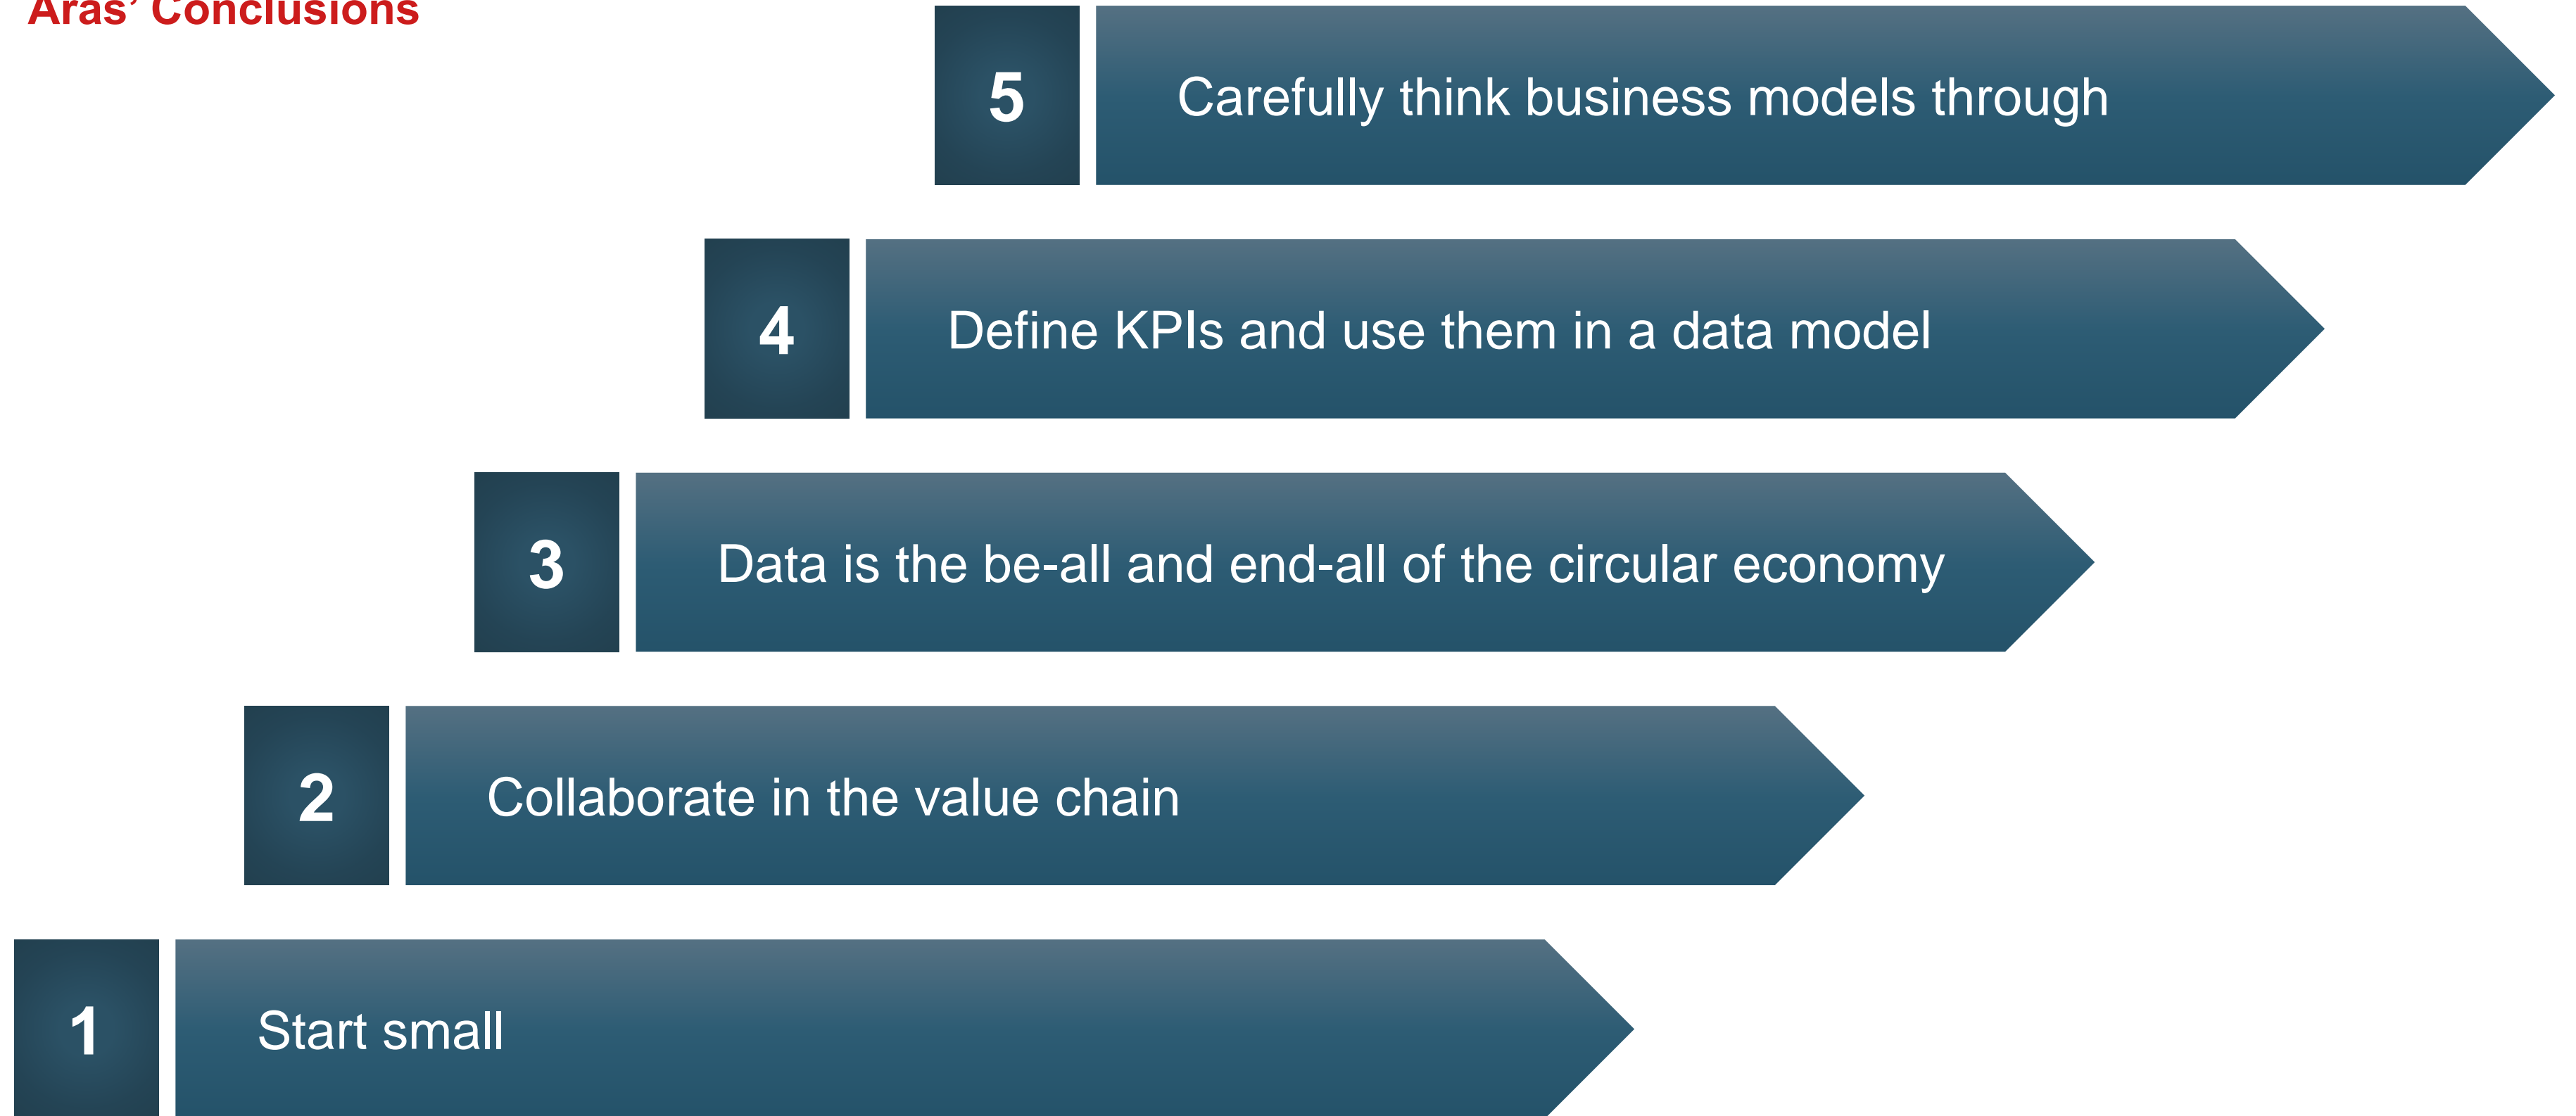 Aras’ Conclusions
5
Carefully think business models through
4
Define KPIs and use them in a data model
3
Data is the be-all and end-all of the circular economy
2
Collaborate in the value chain
1
Start small